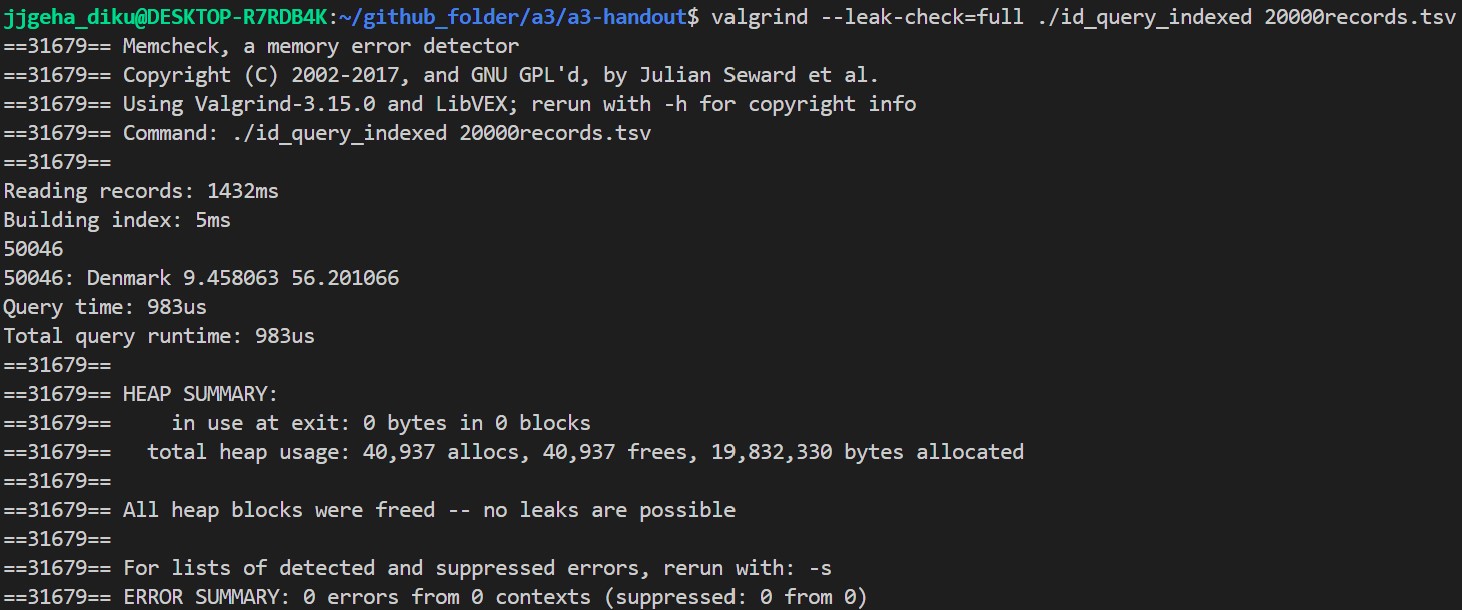 jjgeha_diku@DESKTOP-R7RDB4K:~/github_folder/a3/a3-handout$ valgrind --leak-check=full ./id_query_indexed 20000records.tsv
==31679== Memcheck, a memory error detector
==31679== Copyright (C) 2002-2017, and GNU GPL'd, by Julian Seward et al.
==31679== Using Valgrind-3.15.0 and LibVEX; rerun with -h for copyright info
==31679== Command: ./id_query_indexed 20000records.tsv
==31679==
Reading records: 1432ms
Building index: 5ms
50046
50046: Denmark 9.458063 56.201066
Query time: 983us
Total query runtime: 983us
==31679==
==31679== HEAP SUMMARY:
==31679==     in use at exit: 0 bytes in 0 blocks
==31679==   total heap usage: 40,937 allocs, 40,937 frees, 19,832,330 bytes allocated
==31679==
==31679== All heap blocks were freed -- no leaks are possible
==31679==
==31679== For lists of detected and suppressed errors, rerun with: -s
==31679== ERROR SUMMARY: 0 errors from 0 contexts (suppressed: 0 from 0)